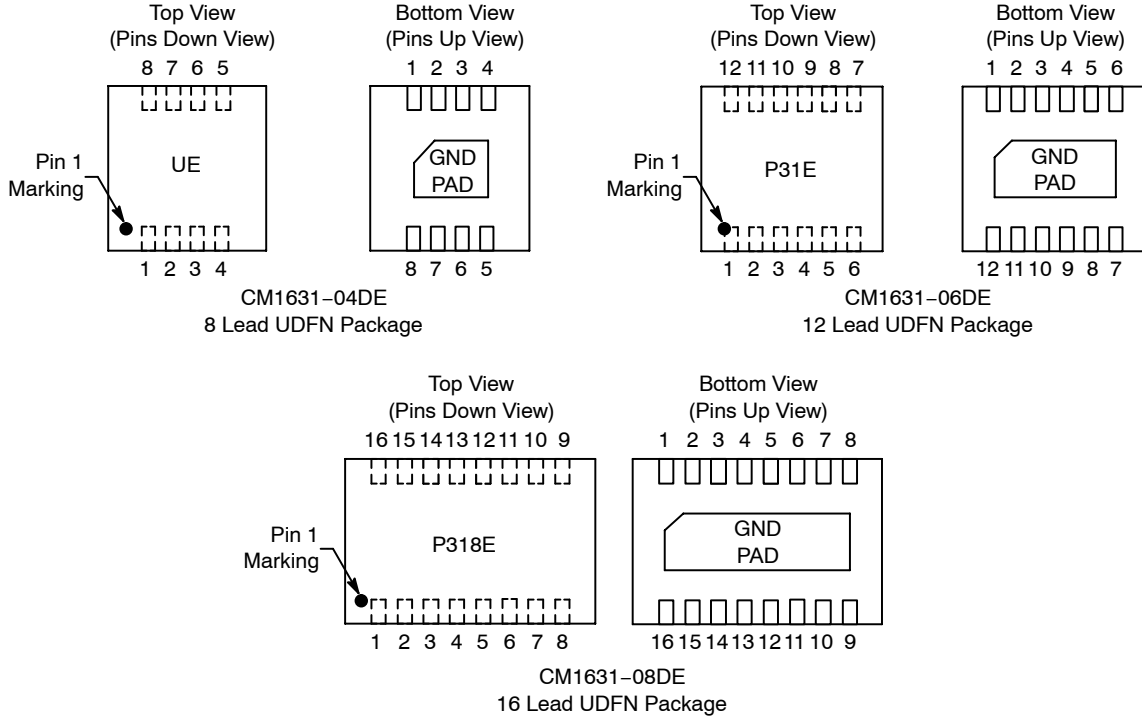 Top View
(Pins Down View)
8 7 6 5
UE
Pin 1
Marking
1 2 3 4
Bottom View
(Pins Up View)
1 2 3 4
GND
PAD
8 7 6 5
CM1631−04DE
8 Lead UDFN Package
Top View
(Pins Down View)
12 11 10 9 8 7
P31E
Pin 1
Marking
1 2 3 4 5 6
Bottom View
(Pins Up View)
1 2 3 4 5 6
GND
PAD
12 11 10 9 8 7
CM1631−06DE
12 Lead UDFN Package
Top View
(Pins Down View)
16 15 14 13 12 11 10 9
P318E
Pin 1
Marking
1 2 3 4 5 6 7 8
Bottom View
(Pins Up View)
1 2 3 4 5 6 7 8
GND
PAD
16 15 14 13 12 11 10 9
CM1631−08DE
16 Lead UDFN Package